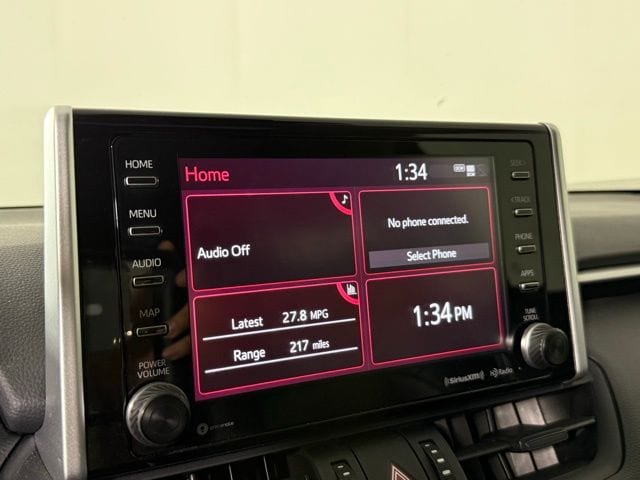 HOME
MENU
AUDIO
MAP
POWER
VOLUME
Home
1:34
Audio Off
No phone connected.
Select Phone
Latest 27.8 MPG
Range 217 miles
1:34 PM
SEEK>
<TRACK
PHONE
APPS
TUNE
SCROLL
SiriusXM
HD Radio